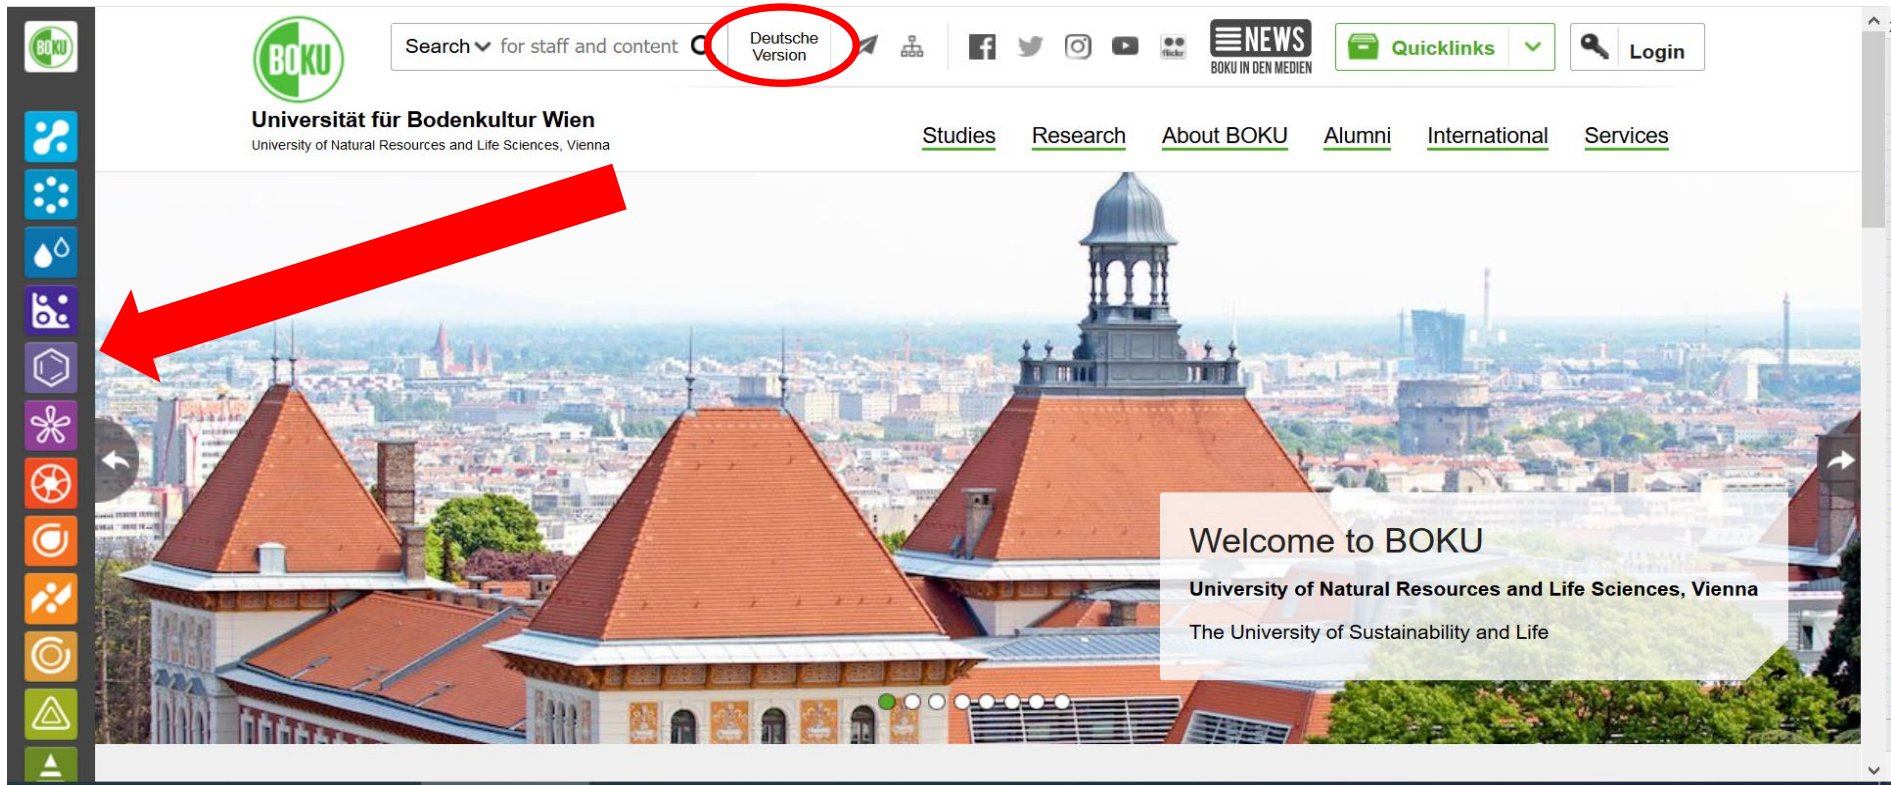 BOKU
BOKU
Search for staff and content
Deutsche
Version
flickr
NEWS
BOKU IN DEN MEDIEN
Quicklinks
Login
Universität für Bodenkultur Wien
University of Natural Resources and Life Sciences, Vienna
Studies Research About BOKU Alumni International Services
Welcome to BOKU
University of Natural Resources and Life Sciences, Vienna
The University of Sustainability and Life